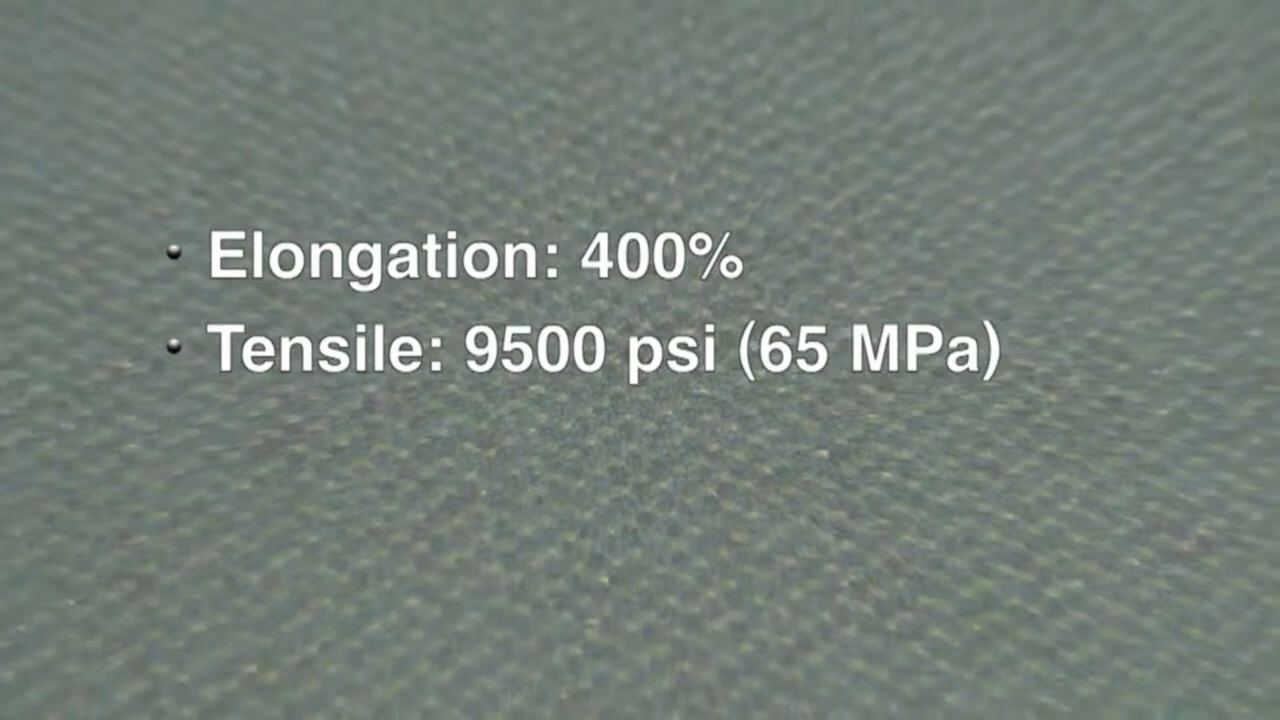 • Elongation: 400%
• Tensile: 9500 psi (65 MPa)